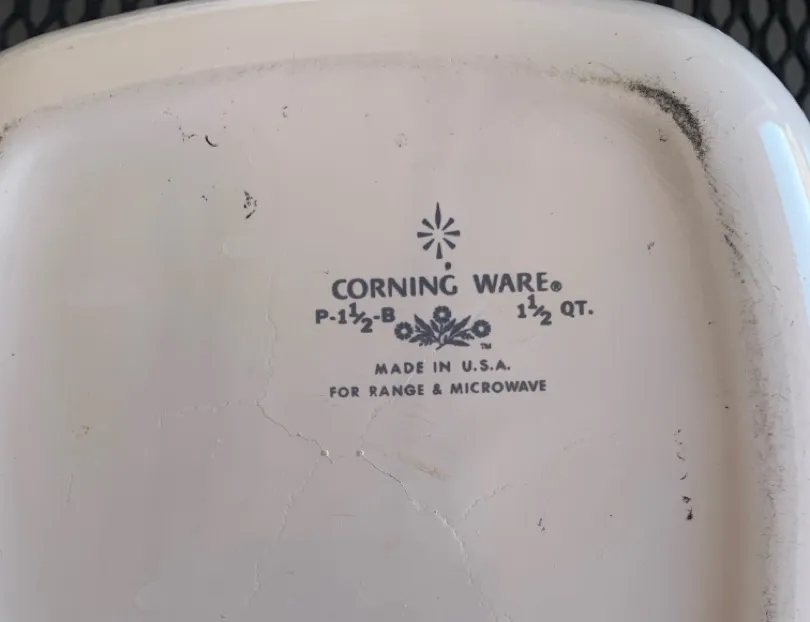 CORNING WARE®
P-1½-B 1½ QT.
TM
MADE IN U.S.A.
FOR RANGE & MICROWAVE